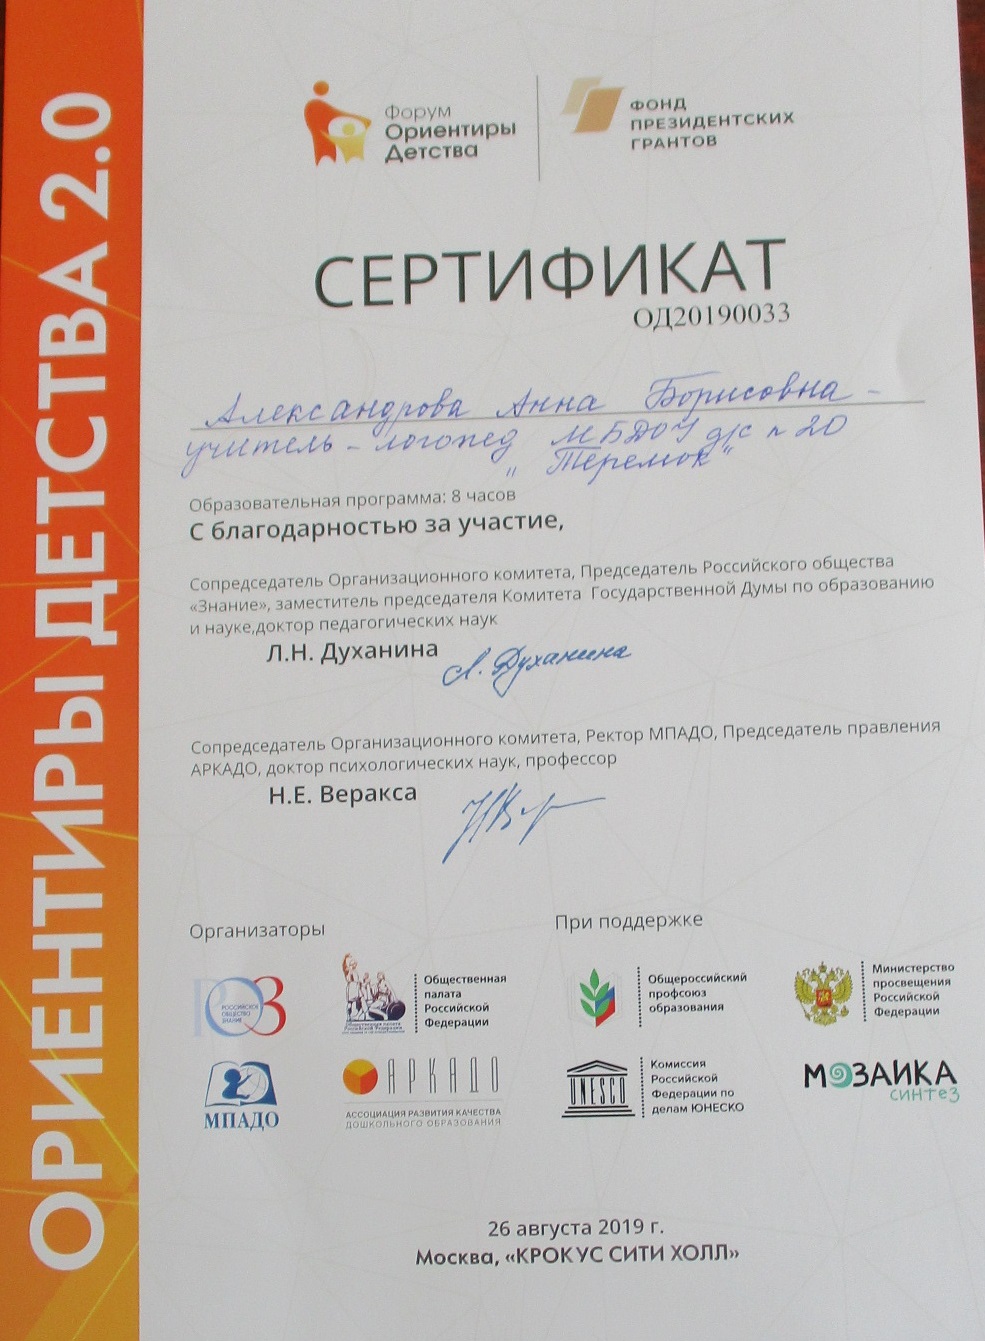 ОРИЕНТИРЫ ДЕТСТВА 2.0
Форум
Ориентиры
Детства
ФОНД
ПРЕЗИДЕНТСКИХ
ГРАНТОВ
СЕРТИФИКАТ
ОД20190033
Александрова Анна Борисовна -
учитель - логопед МБДОУ д/с n 20
"Теремок"
Образовательная программа: 8 часов
С благодарностью за участие,
Сопредседатель Организационного комитета, Председатель Российского общества
«Знание», заместитель председателя Комитета Государственной Думы по образованию
и науке,доктор педагогических наук
Л.Н. Духанина Л. Духанина
Сопредседатель Организационного комитета, Ректор МПАДО, Председатель правления
АРКАДО, доктор психологических наук, профессор
Н.Е. Веракса
Организаторы
При поддержке
РОЗ
РОССИЙСКОЕ
ОБЩЕСТВО
ЗНАНИЕ
Общественная
палата
Российской
Федерации
Общероссийский
профсоюз
образования
Министерство
просвещения
Российской
Федерации
МПАДО
АРКАДО
АССОЦИАЦИЯ РАЗВИТИЯ КАЧЕСТВА
ДОШКОЛЬНОГО ОБРАЗОВАНИЯ
UNESCO
Комиссия
Российской
Федерации по
делам ЮНЕСКО
МОЗАИКА
СИНТЕЗ
26 августа 2019 г.
Москва, «КРОКУС СИТИ ХОЛЛ»